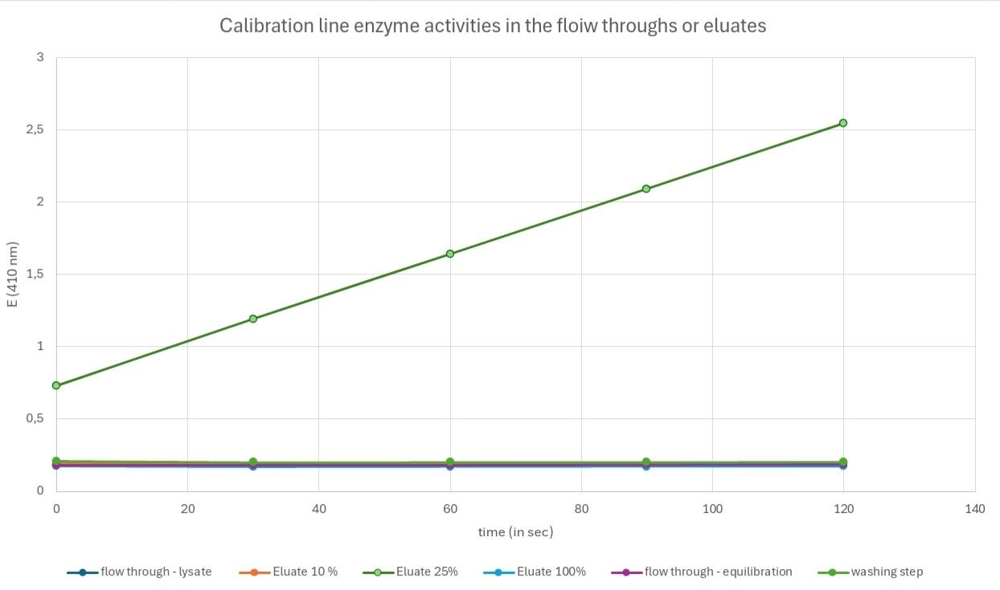 Calibration line enzyme activities in the floiw throughs or eluates
3
2,5
2
1,5
1
0,5
0
E (410 nm)
0 20 40 60 80 100 120 140
time (in sec)
flow through - lysate Eluate 10 % Eluate 25% Eluate 100% flow through - equilibration washing step